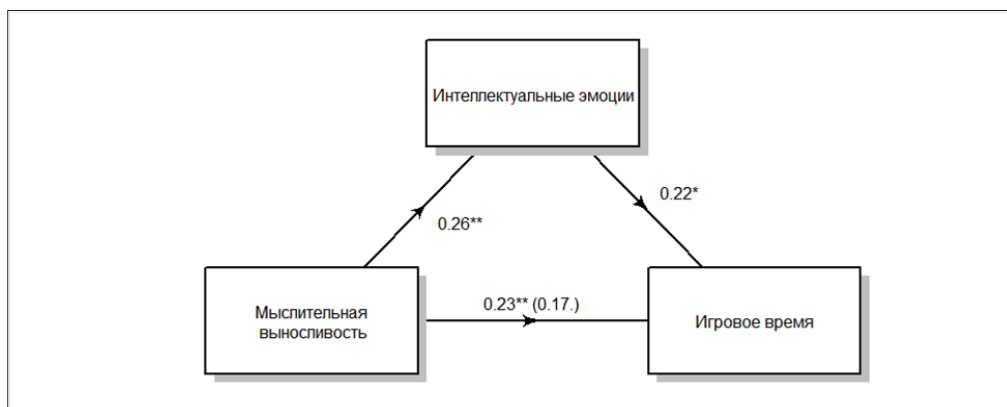 Интеллектуальные эмоции
0.22*
0.26**
Мыслительная
выносливость
0.23** (0.17.)
Игровое время